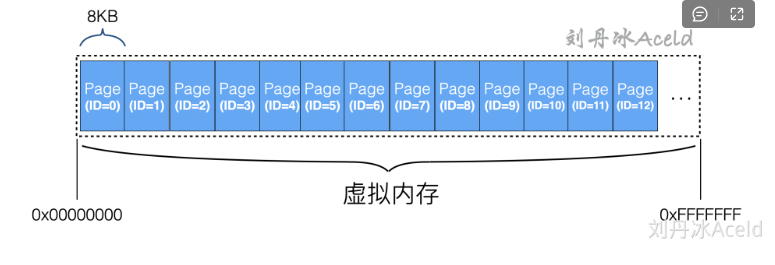 8KB
刘丹冰Aceld
Page Page Page Page Page Page Page Page Page Page Page Page Page
(ID=0) (ID=1) (ID=2) (ID=3) (ID=4) (ID=5) (ID=6) (ID=7) (ID=8) (ID=9) (ID=10) (ID=11) (ID=12) ...
虚拟内存
0x00000000 0xFFFFFFF
刘丹冰Aceld